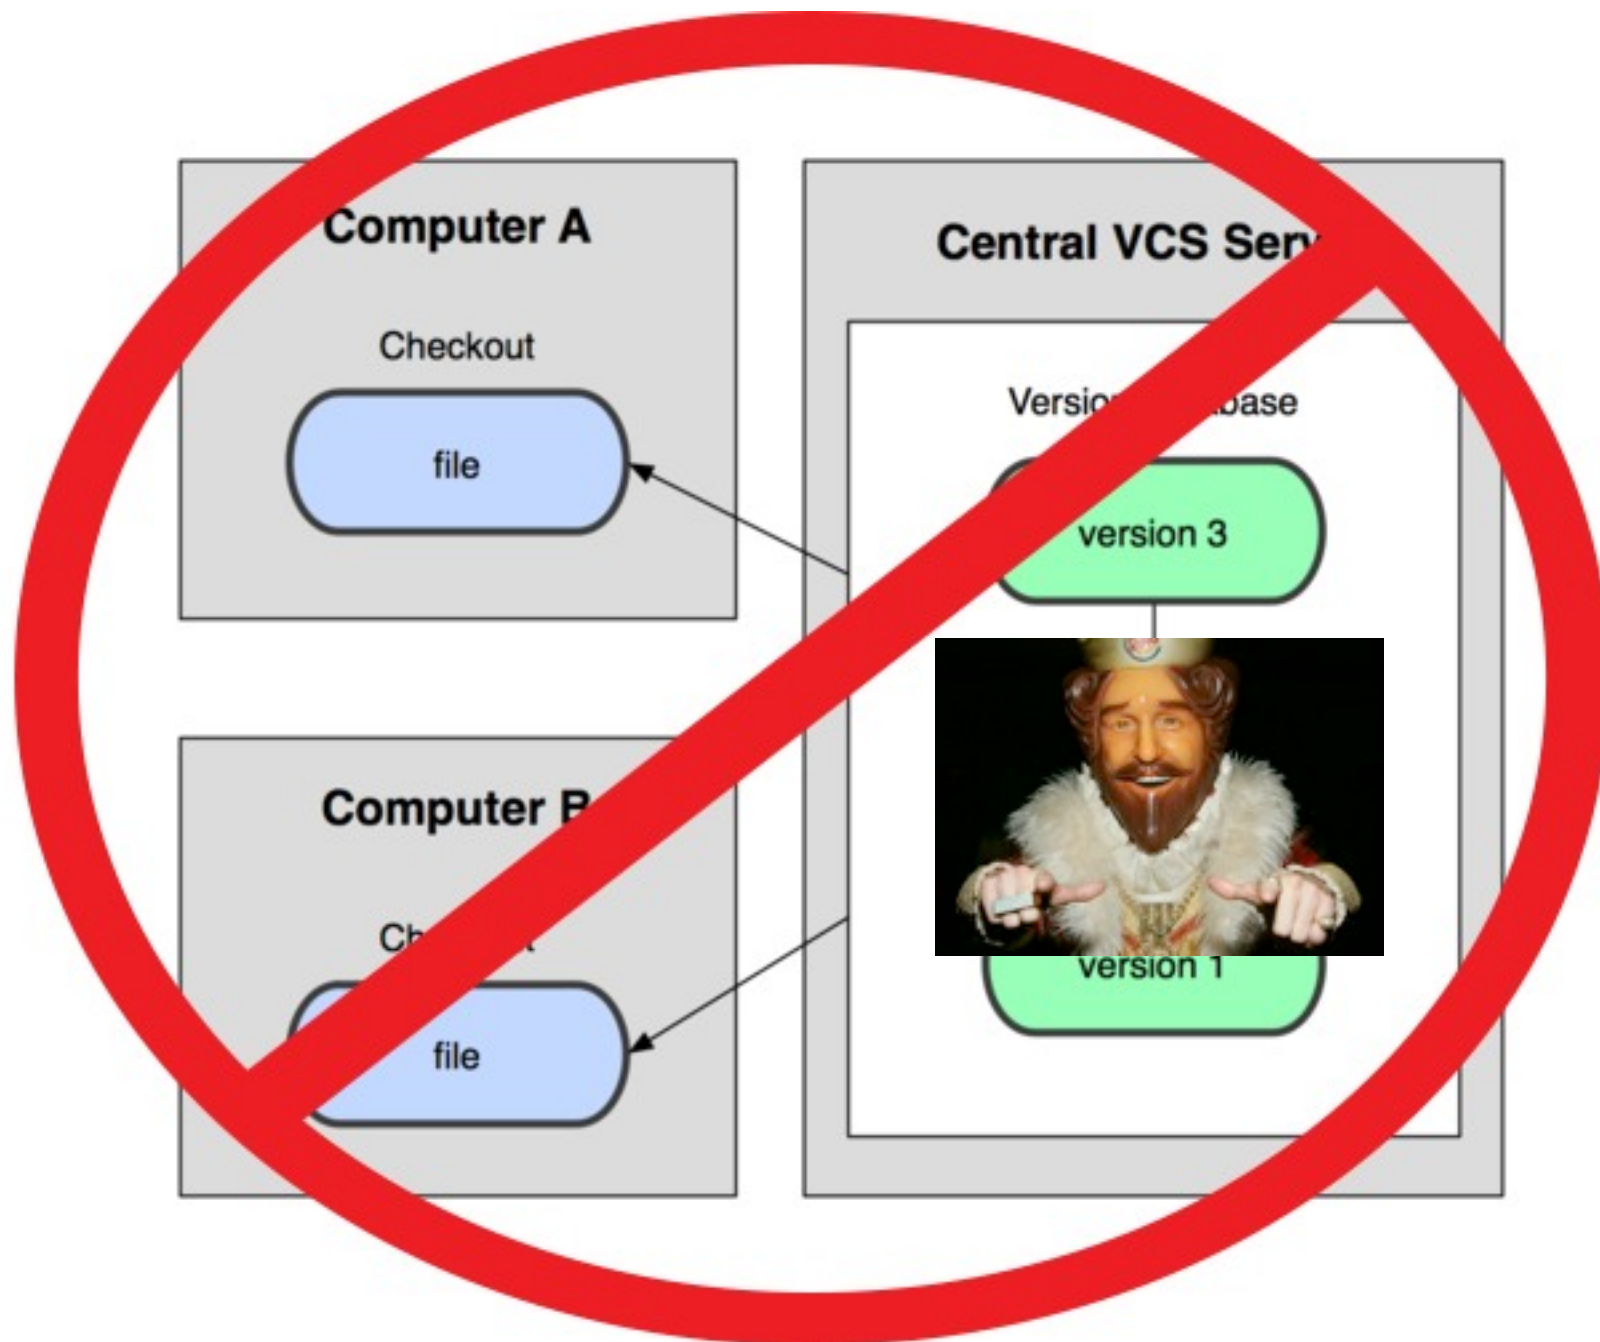 Computer A
Checkout
file
Central VCS Serv
Versio base
version 3
version 1
Computer B
Ch t
file